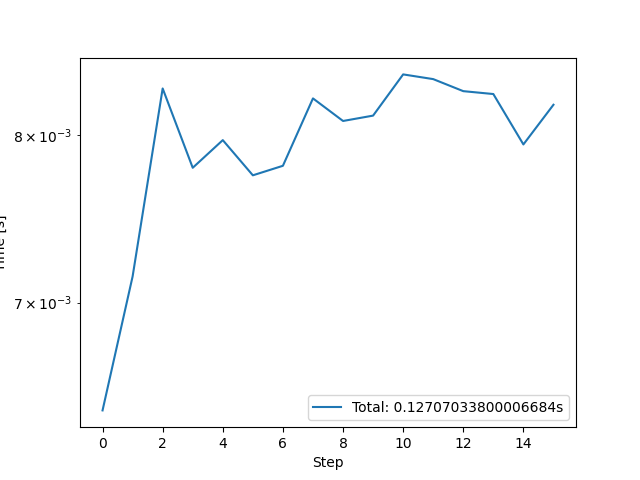 8 × 10⁻³
7 × 10⁻³
Time [s]
0 2 4 6 8 10 12 14
Step
Total: 0.12707033800006684s